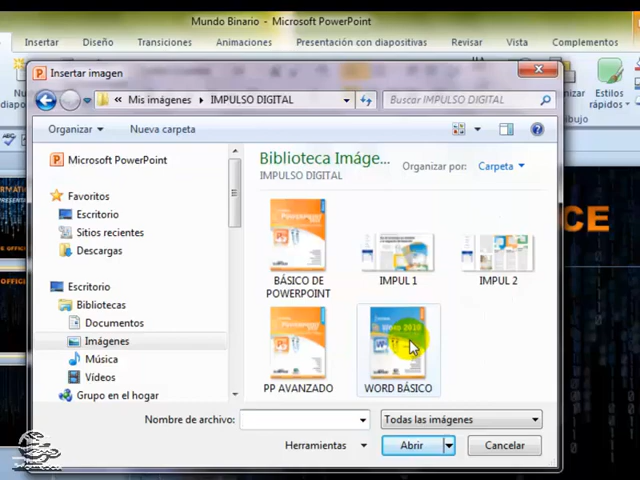 Mundo Binario - Microsoft PowerPoint
Insertar Diseño Transiciones Animaciones Presentación con diapositivas Revisar Vista Complementos
Insertar imagen
Mis imágenes IMPULSO DIGITAL
Buscar IMPULSO DIGITAL
Organizar Nueva carpeta
Microsoft PowerPoint
Favoritos
Escritorio
Sitios recientes
Descargas
Escritorio
Bibliotecas
Documentos
Imágenes
Música
Vídeos
Grupo en el hogar
Biblioteca Imáge...
IMPULSO DIGITAL
Organizar por: Carpeta
BÁSICO DE
POWERPOINT
IMPUL 1
IMPUL 2
PP AVANZADO
WORD BÁSICO
Nombre de archivo:
Todas las imágenes
Herramientas
Abrir
Cancelar
Estilos
rápidos